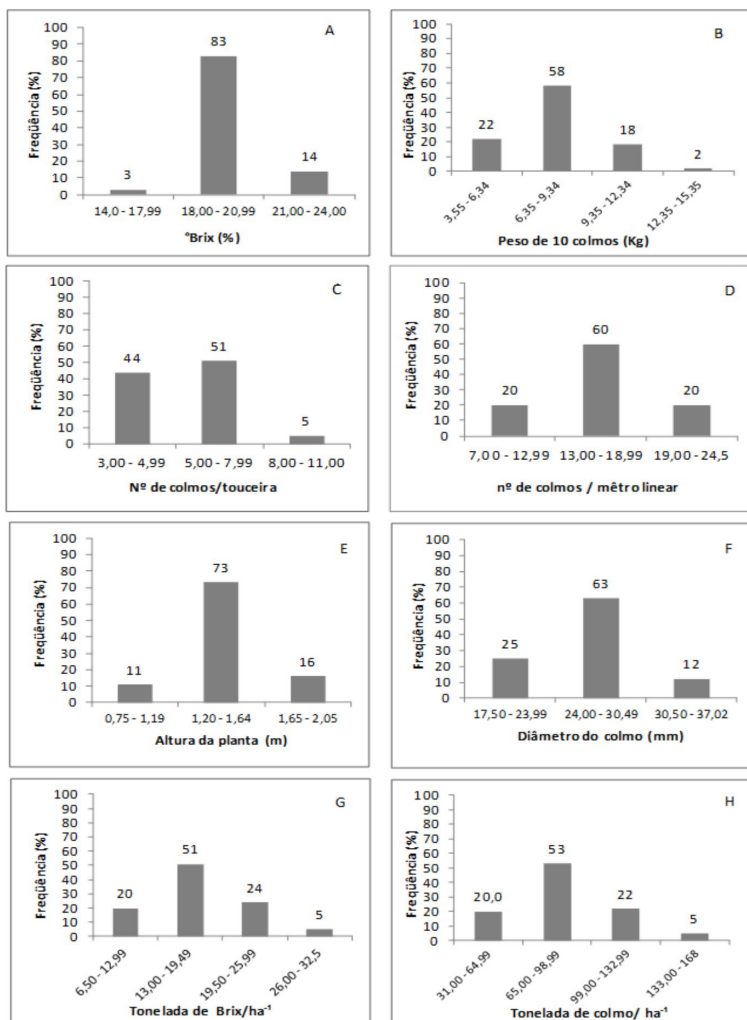 A
Freqüência (%)
100
90
80
70
60
50
40
30
20
10
0
3
83
14
14,0 - 17,99
18,00 - 20,99
21,00 - 24,00
°Brix (%)
B
Freqüência (%)
100
90
80
70
60
50
40
30
20
10
0
22
58
18
2
3,55 - 6,34
6,35 - 9,34
9,35 - 12,34
12,35 - 15,35
Peso de 10 colmos (Kg)
C
Freqüência (%)
100
90
80
70
60
50
40
30
20
10
0
44
51
5
3,00 - 4,99
5,00 - 7,99
8,00 - 11,00
Nº de colmos/touceira
D
Freqüência (%)
100
90
80
70
60
50
40
30
20
10
0
20
60
20
7,00 - 12,99
13,00 - 18,99
19,00 - 24,5
nº de colmos / mêtro linear
E
Freqüência (%)
100
90
80
70
60
50
40
30
20
10
0
11
73
16
0,75 - 1,19
1,20 - 1,64
1,65 - 2,05
Altura da planta (m)
F
Freqüência (%)
100
90
80
70
60
50
40
30
20
10
0
25
63
12
17,50 - 23,99
24,00 - 30,49
30,50 - 37,02
Diâmetro do colmo (mm)
G
Freqüência (%)
100
90
80
70
60
50
40
30
20
10
0
20
51
24
5
6,50 - 12,99
13,00 - 19,49
19,50 - 25,99
26,00 - 32,5
Tonelada de Brix/ha⁻¹
H
Freqüência (%)
100
90
80
70
60
50
40
30
20
10
0
20,0
53
22
5
31,00 - 64,99
65,00 - 98,99
99,00 - 132,99
133,00 - 168
Tonelada de colmo/ ha⁻¹